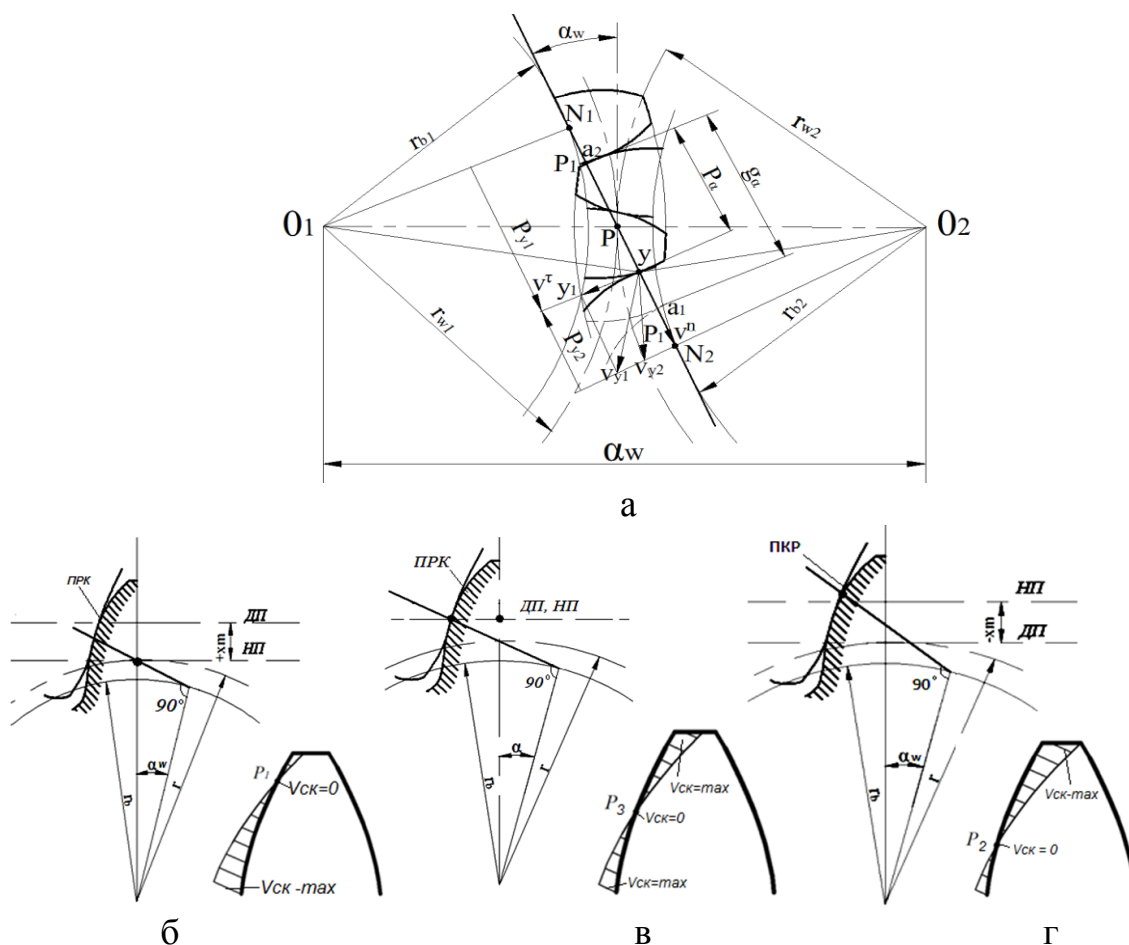 αw
N1
rb1
a2
P1
rw2
Pα
gα
O1
P
O2
Py1
y
vτ y1
a1
rw1
Py2
P1 vn
N2
rb2
vy1
vy2
αw
а
ПРК
ДП
+xm
НП
90°
αw
rb
r
P1
Vск=0
Vск -max
б
ПРК
ДП, НП
90°
α
rb
r
Vск=max
P3
Vск=0
Vск=max
в
ПКР
НП
-xm
ДП
90°
αw
rb
r
Vск-max
P2
Vск = 0
г